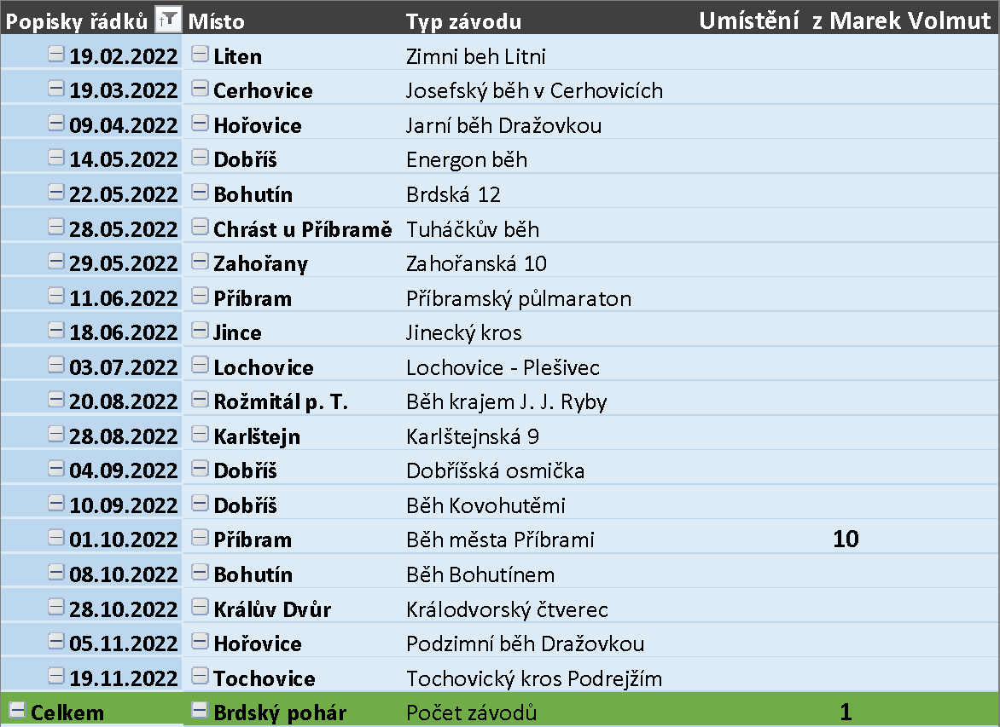 Popisky řádků Místo Typ závodu Umístění z Marek Volmut
19.02.2022 Liten Zimni beh Litni
19.03.2022 Cerhovice Josefský běh v Cerhovicích
09.04.2022 Hořovice Jarní běh Dražovkou
14.05.2022 Dobříš Energon běh
22.05.2022 Bohutín Brdská 12
28.05.2022 Chrást u Příbramě Tuháčkův běh
29.05.2022 Zahořany Zahořanská 10
11.06.2022 Příbram Příbramský půlmaraton
18.06.2022 Jince Jinecký kros
03.07.2022 Lochovice Lochovice - Plešivec
20.08.2022 Rožmitál p. T. Běh krajem J. J. Ryby
28.08.2022 Karlštejn Karlštejnská 9
04.09.2022 Dobříš Dobříšská osmička
10.09.2022 Dobříš Běh Kovohutěmi
01.10.2022 Příbram Běh města Příbrami 10
08.10.2022 Bohutín Běh Bohutínem
28.10.2022 Králův Dvůr Králodvorský čtverec
05.11.2022 Hořovice Podzimní běh Dražovkou
19.11.2022 Tochovice Tochovický kros Podrejžím
Celkem Brdský pohár Počet závodů 1